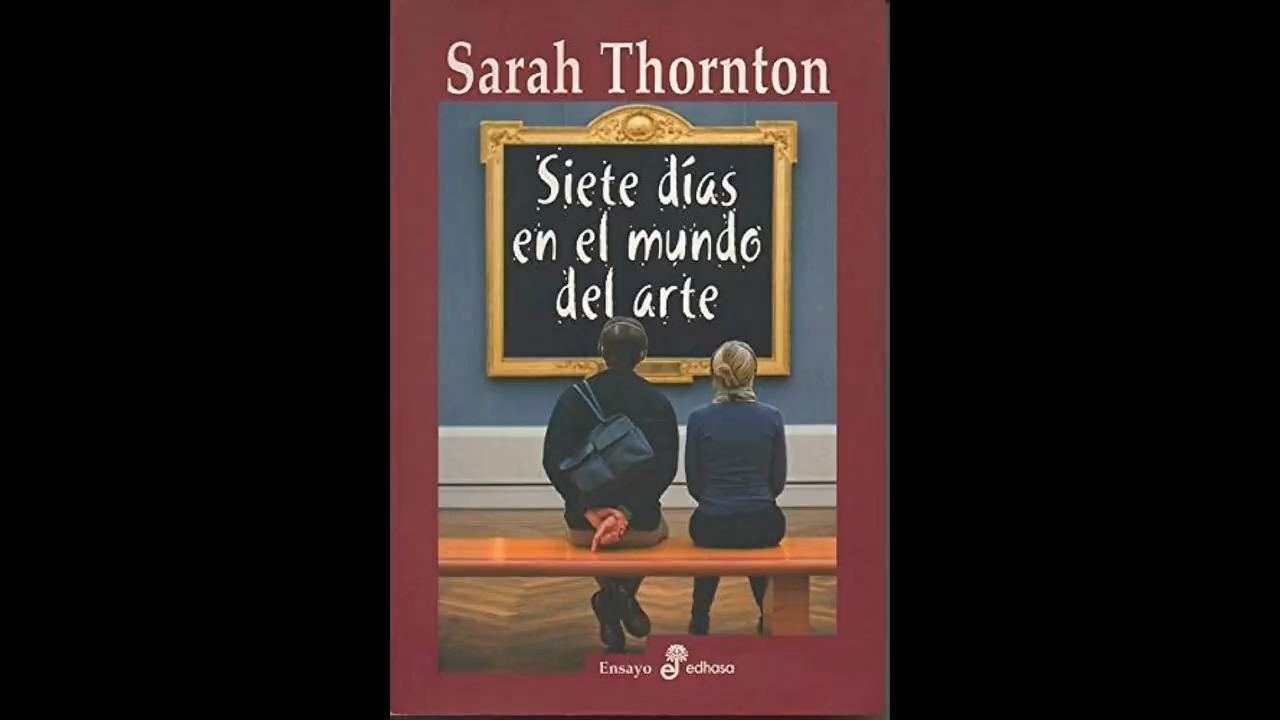 Sarah Thornton
Siete días
en el mundo
del arte
Ensayo edhasa